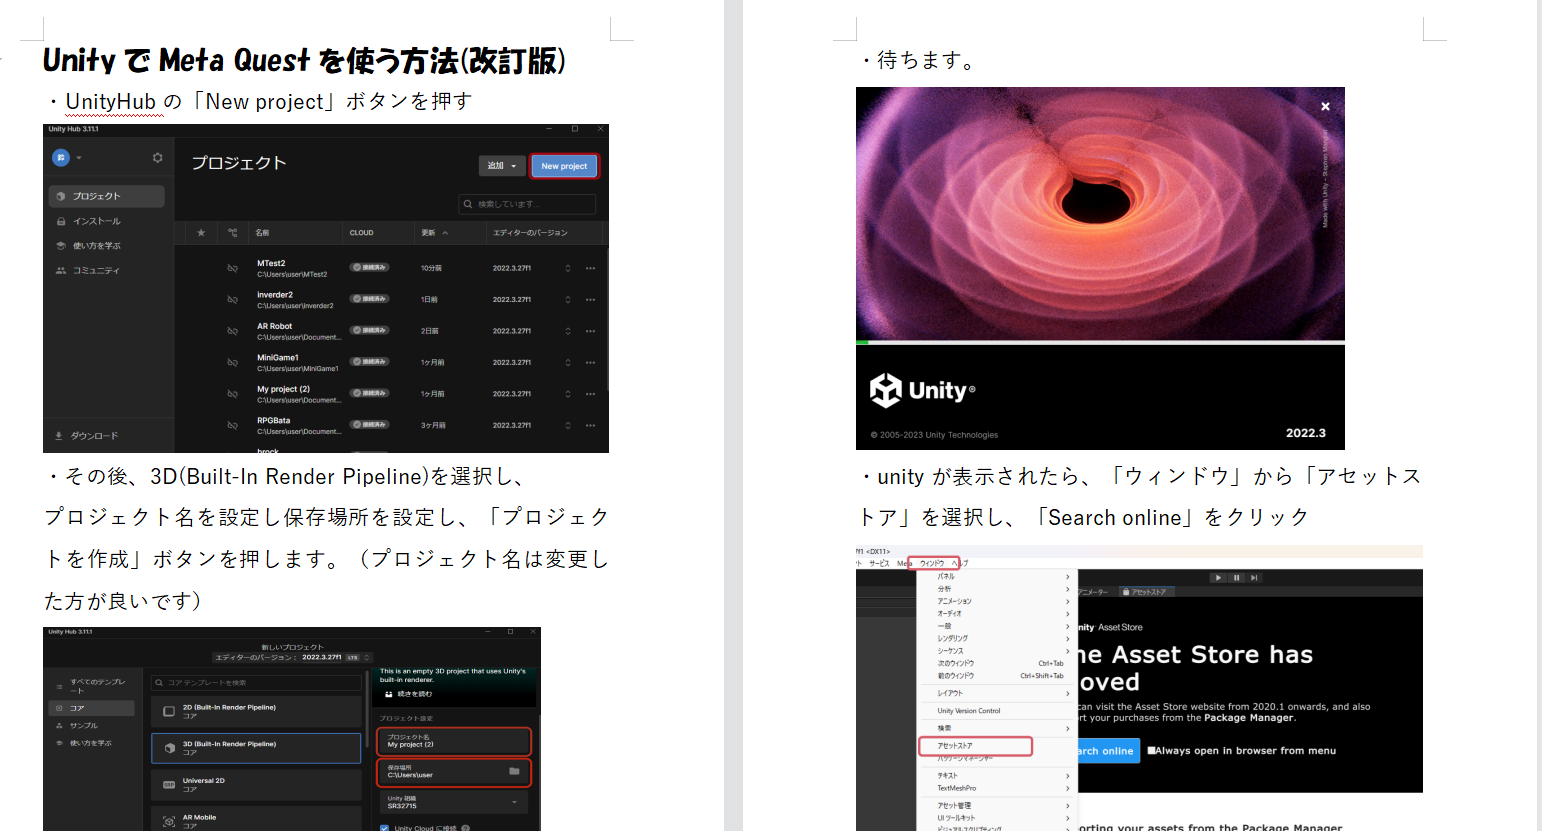 Unity で Meta Quest を使う方法(改訂版)
・UnityHub の「New project」ボタンを押す
Unity Hub 3.11.1
プロジェクト
追加
New project
プロジェクト
インストール
使い方を学ぶ
コミュニティ
ダウンロード
検索しています...
名前 CLOUD 更新 エディターのバージョン
MTest2 接続済み 10分前 2022.3.27f1
C:\Users\user\MTest2
inverder2 接続済み 1日前 2022.3.27f1
C:\Users\user\inverder2
AR Robot 接続済み 2日前 2022.3.27f1
C:\Users\user\Document...
MiniGame1 接続済み 1ヶ月前 2022.3.27f1
C:\Users\user\MiniGame1
My project (2) 接続済み 1ヶ月前 2022.3.27f1
C:\Users\user\Document...
RPGBata 接続済み 3ヶ月前 2022.3.27f1
C:\Users\user\Document...
・その後、3D(Built-In Render Pipeline)を選択し、
プロジェクト名を設定し保存場所を設定し、「プロジェク
トを作成」ボタンを押します。（プロジェクト名は変更し
た方が良いです）
Unity Hub 3.11.1
新しいプロジェクト
エディターのバージョン： 2022.3.27f1 LTS
すべてのテンプレ
ート
コア
サンプル
使い方を学ぶ
コア テンプレートを検索
2D (Built-In Render Pipeline)
コア
3D (Built-In Render Pipeline)
コア
Universal 2D
コア
AR Mobile
コア
This is an empty 3D project that uses Unity's
built-in renderer.
続きを読む
プロジェクト設定
プロジェクト名
My project (2)
保存場所
C:\Users\user
Unity 組織
SR32715
Unity Cloud に接続
・待ちます。
Made with Unity – Stephen
Unity®
© 2005-2023 Unity Technologies
2022.3
・unity が表示されたら、「ウィンドウ」から「アセットス
トア」を選択し、「Search online」をクリック
<DX11>
サービス Meta ウィンドウ ヘルプ
パネル
分析
アニメーション
オーディオ
一般
レンダリング
シーケンス
次のウィンドウ Ctrl+Tab
前のウィンドウ Ctrl+Shift+Tab
レイアウト
Unity Version Control
検索
アセットストア
パッケージマネージャー
テキスト
TextMeshPro
アセット管理
UI ツールキット
ビジュアルスクリプティング
アニメーター アセットストア
nity Asset Store
he Asset Store has
oved
can visit the Asset Store website from 2020.1 onwards, and also
rt your purchases from the Package Manager.
arch online
Always open in browser from menu
orting your assets from the Package Manager